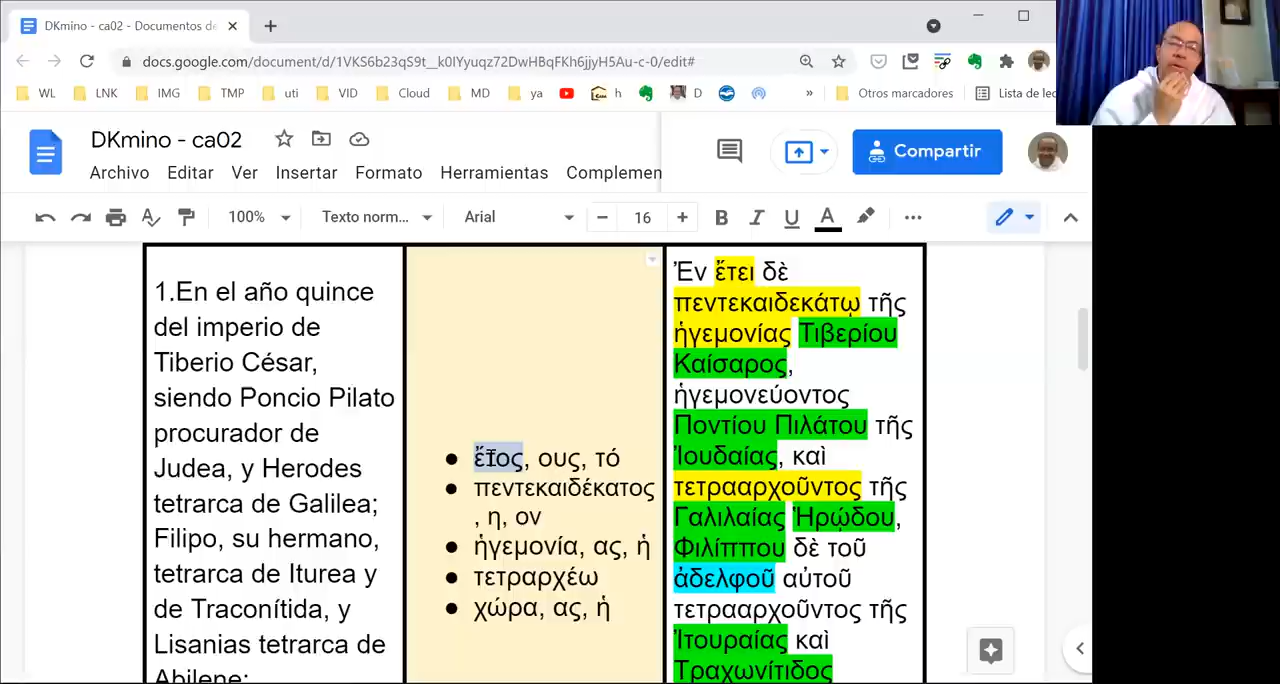 DKmino - ca02 - Documentos de
docs.google.com/document/d/1VKS6b23qS9t__k0IYyuqz72DwHBqFKh6jjyH5Au-c-0/edit#
WL LNK IMG TMP uti VID Cloud MD ya h D » Otros marcadores Lista de lec
DKmino - ca02
Compartir
Archivo Editar Ver Insertar Formato Herramientas Complemen
100% Texto norm... Arial 16 B I U A
1.En el año quince
del imperio de
Tiberio César,
siendo Poncio Pilato
procurador de
Judea, y Herodes
tetrarca de Galilea;
Filipo, su hermano,
tetrarca de Iturea y
de Traconítida, y
Lisanias tetrarca de
Abilene;
● ἔτος, ους, τό
● πεντεκαιδέκατος
, η, ον
● ἡγεμονία, ας, ἡ
● τετραρχέω
● χώρα, ας, ἡ
Ἐν ἔτει δὲ
πεντεκαιδεκάτῳ τῆς
ἡγεμονίας Τιβερίου
Καίσαρος,
ἡγεμονεύοντος
Ποντίου Πιλάτου τῆς
Ἰουδαίας, καὶ
τετρααρχοῦντος τῆς
Γαλιλαίας Ἡρῴδου,
Φιλίππου δὲ τοῦ
ἀδελφοῦ αὐτοῦ
τετρααρχοῦντος τῆς
Ἰτουραίας καὶ
Τραχωνίτιδος